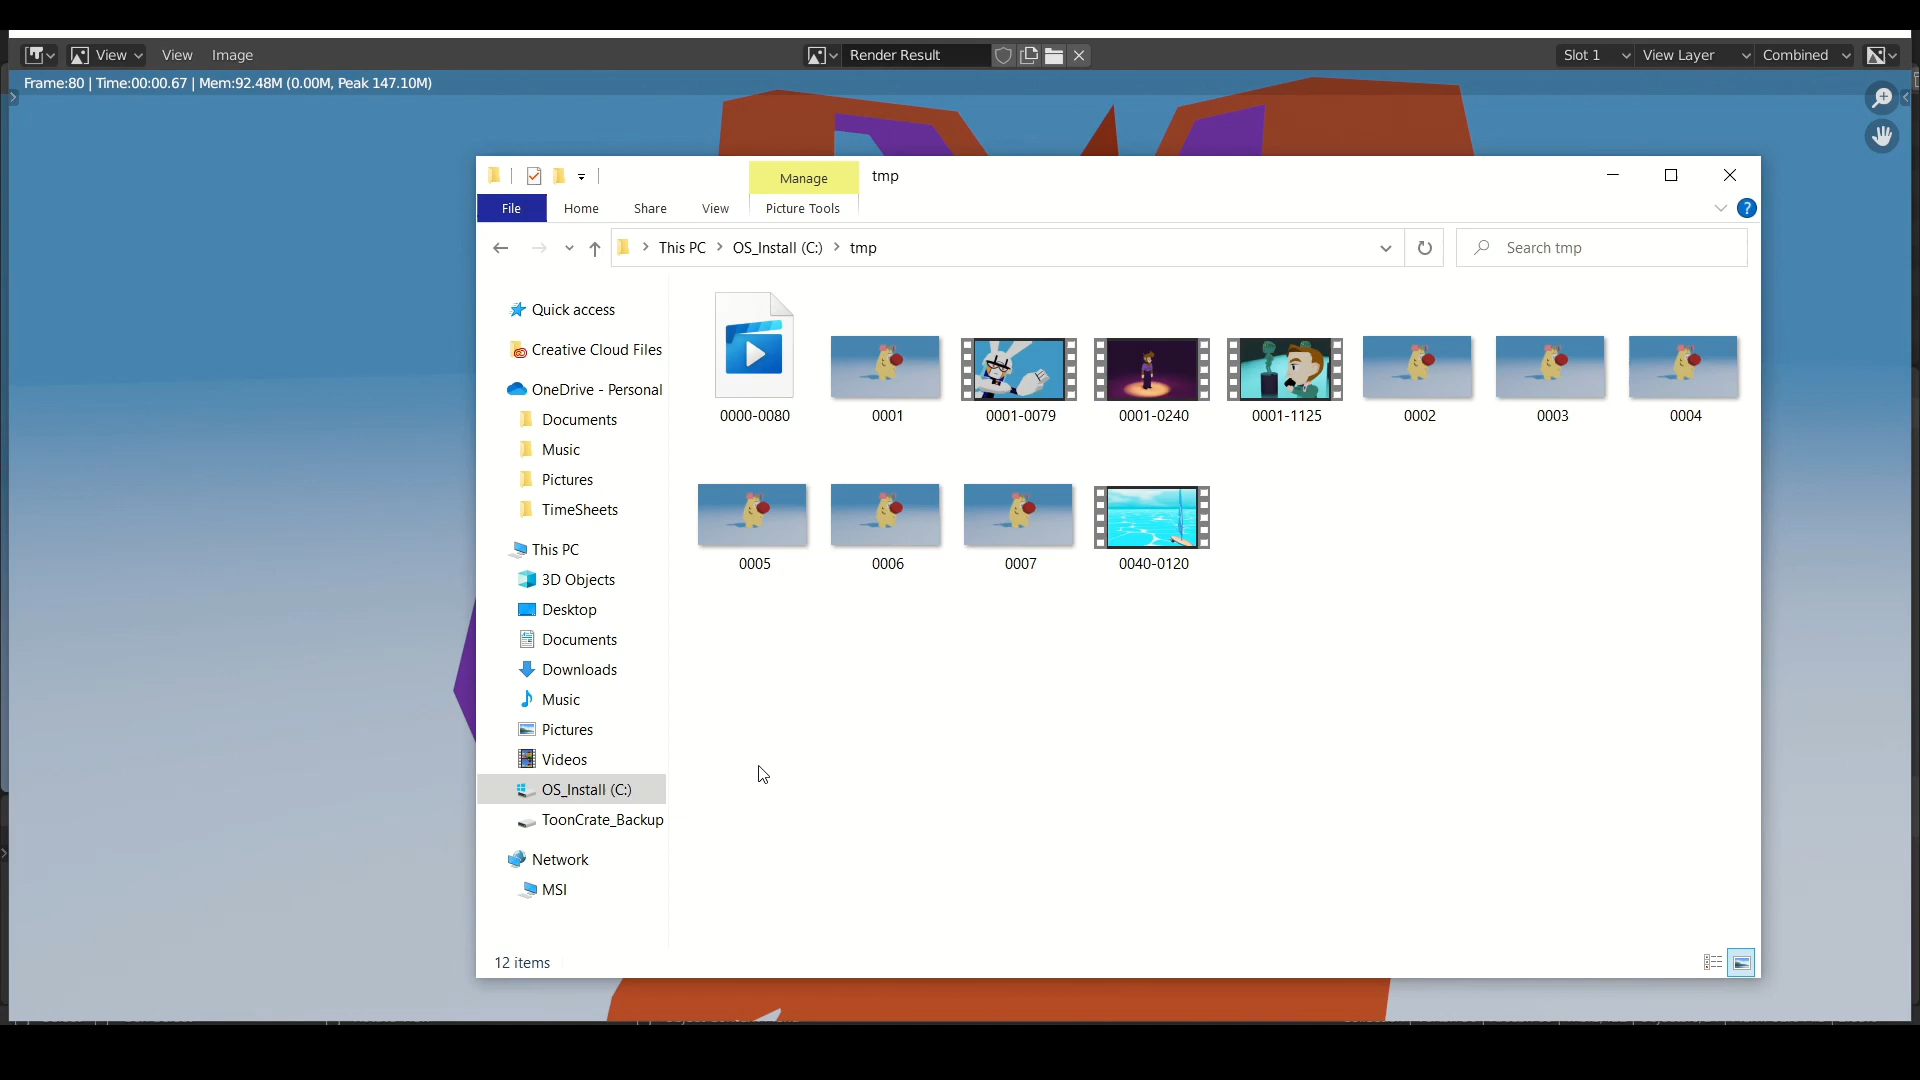 View View Image Render Result Slot 1 View Layer Combined
Frame:80 | Time:00:00.67 | Mem:92.48M (0.00M, Peak 147.10M)
Manage tmp
File Home Share View Picture Tools
This PC > OS_Install (C:) > tmp
Search tmp
Quick access
Creative Cloud Files
OneDrive - Personal
Documents
Music
Pictures
TimeSheets
This PC
3D Objects
Desktop
Documents
Downloads
Music
Pictures
Videos
OS_Install (C:)
ToonCrate_Backup
Network
MSI
0000-0080 0001 0001-0079 0001-0240 0001-1125 0002 0003 0004
0005 0006 0007 0040-0120
12 items